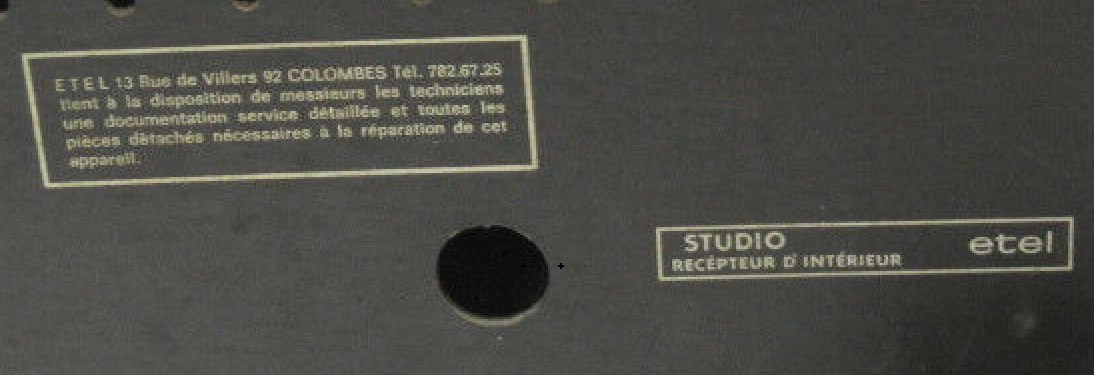 ETEL 13 Rue de Villers 92 COLOMBES Tél. 782.67.25
tient à la disposition de messieurs les techniciens
une documentation service détaillée et toutes les
pièces détachés nécessaires à la réparation de cet
appareil.
STUDIO etel
RECÉPTEUR D'INTÉRIEUR